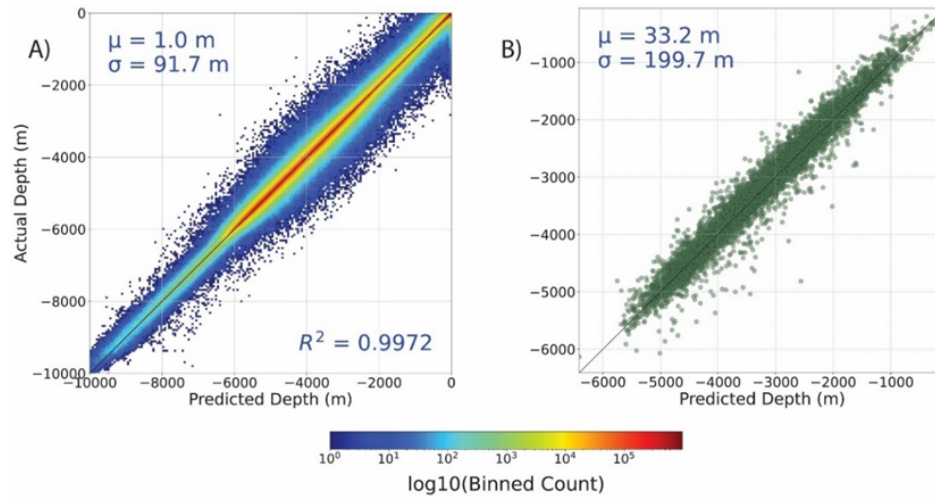 A)
μ = 1.0 m
σ = 91.7 m
0
−2000
−4000
−6000
−8000
−10000
Actual Depth (m)
R² = 0.9972
−10000 −8000 −6000 −4000 −2000 0
Predicted Depth (m)
B)
μ = 33.2 m
σ = 199.7 m
−1000
−2000
−3000
−4000
−5000
−6000
−6000 −5000 −4000 −3000 −2000 −1000
Predicted Depth (m)
10⁰ 10¹ 10² 10³ 10⁴ 10⁵
log10(Binned Count)